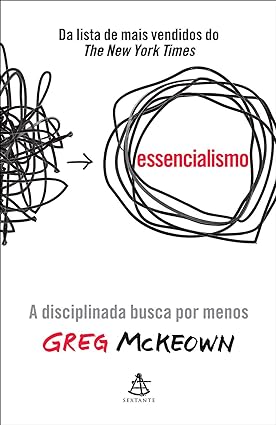 Da lista de mais vendidos do
The New York Times
essencialismo
A disciplinada busca por menos
GREG MCKEOWN
SEXTANTE